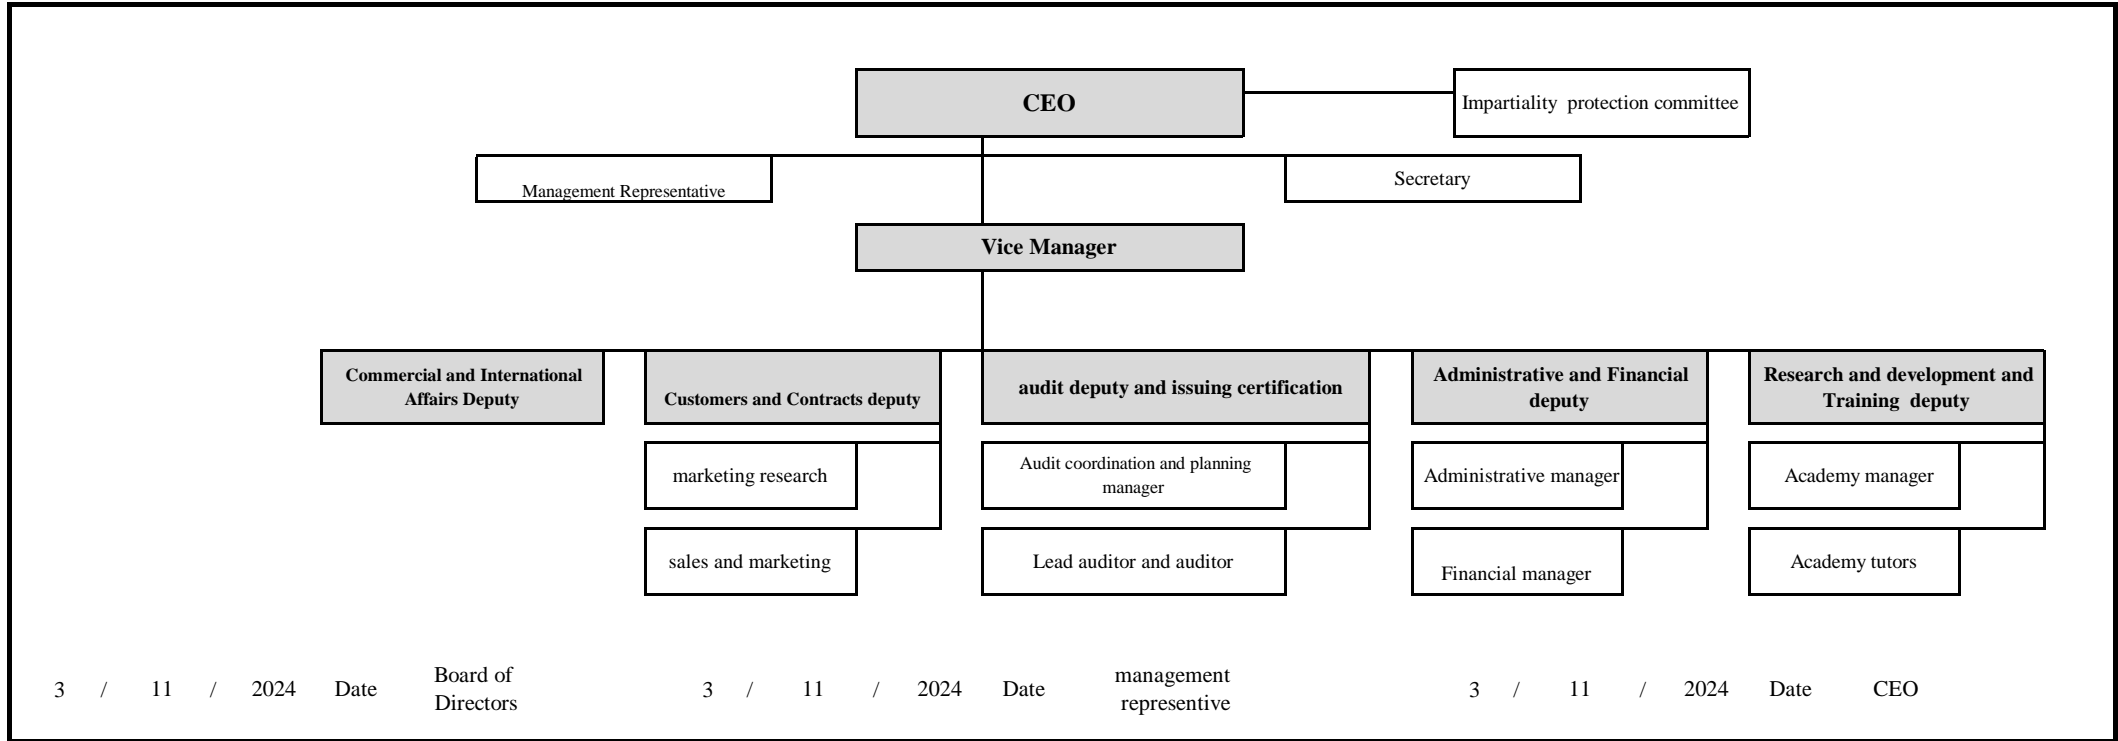 CEO
Impartiality protection committee
Management Representative
Secretary
Vice Manager
Commercial and International
Affairs Deputy
Customers and Contracts deputy
audit deputy and issuing certification
Administrative and Financial
deputy
Research and development and
Training deputy
marketing research
Audit coordination and planning
manager
Administrative manager
Academy manager
sales and marketing
Lead auditor and auditor
Financial manager
Academy tutors
3 / 11 / 2024 Date
Board of
Directors
3 / 11 / 2024 Date
management
representive
3 / 11 / 2024 Date CEO